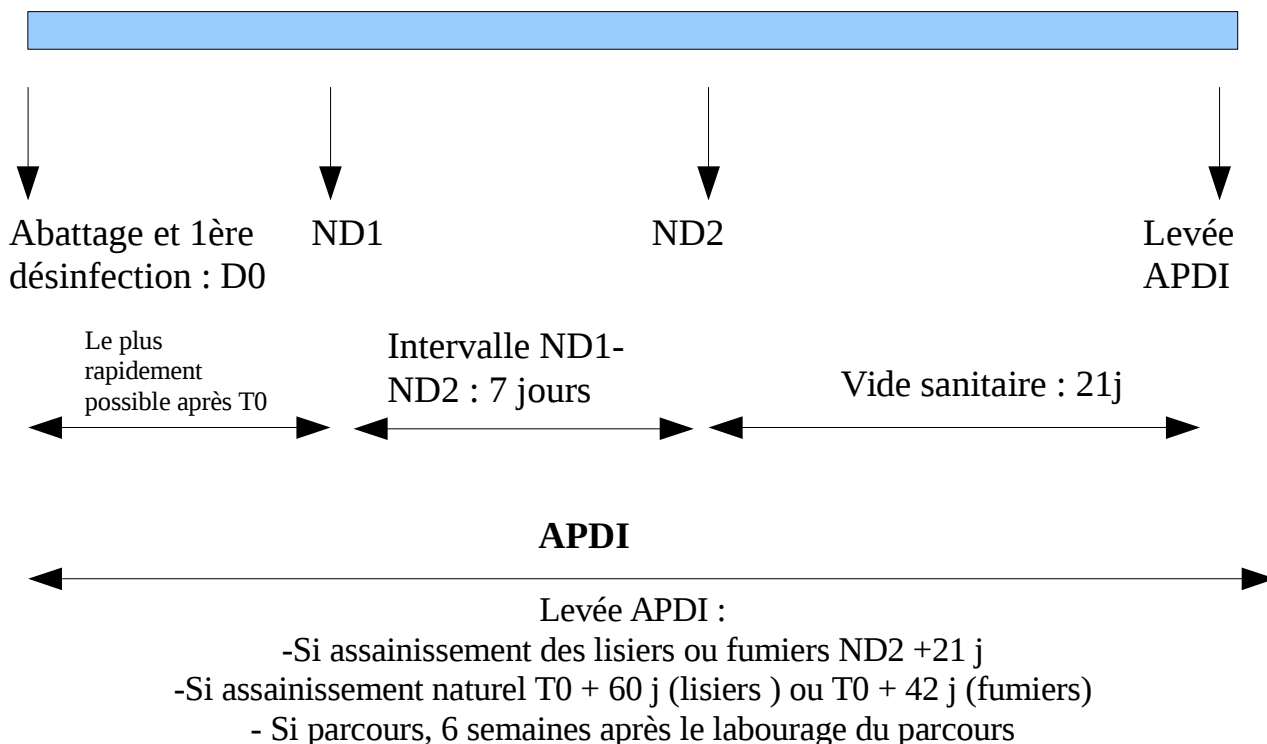 Abattage et 1ère
désinfection : D0
ND1
ND2
Levée
APDI
Le plus
rapidement
possible après T0
Intervalle ND1-
ND2 : 7 jours
Vide sanitaire : 21j
APDI
Levée APDI :
-Si assainissement des lisiers ou fumiers ND2 +21 j
-Si assainissement naturel T0 + 60 j (lisiers ) ou T0 + 42 j (fumiers)
- Si parcours, 6 semaines après le labourage du parcours